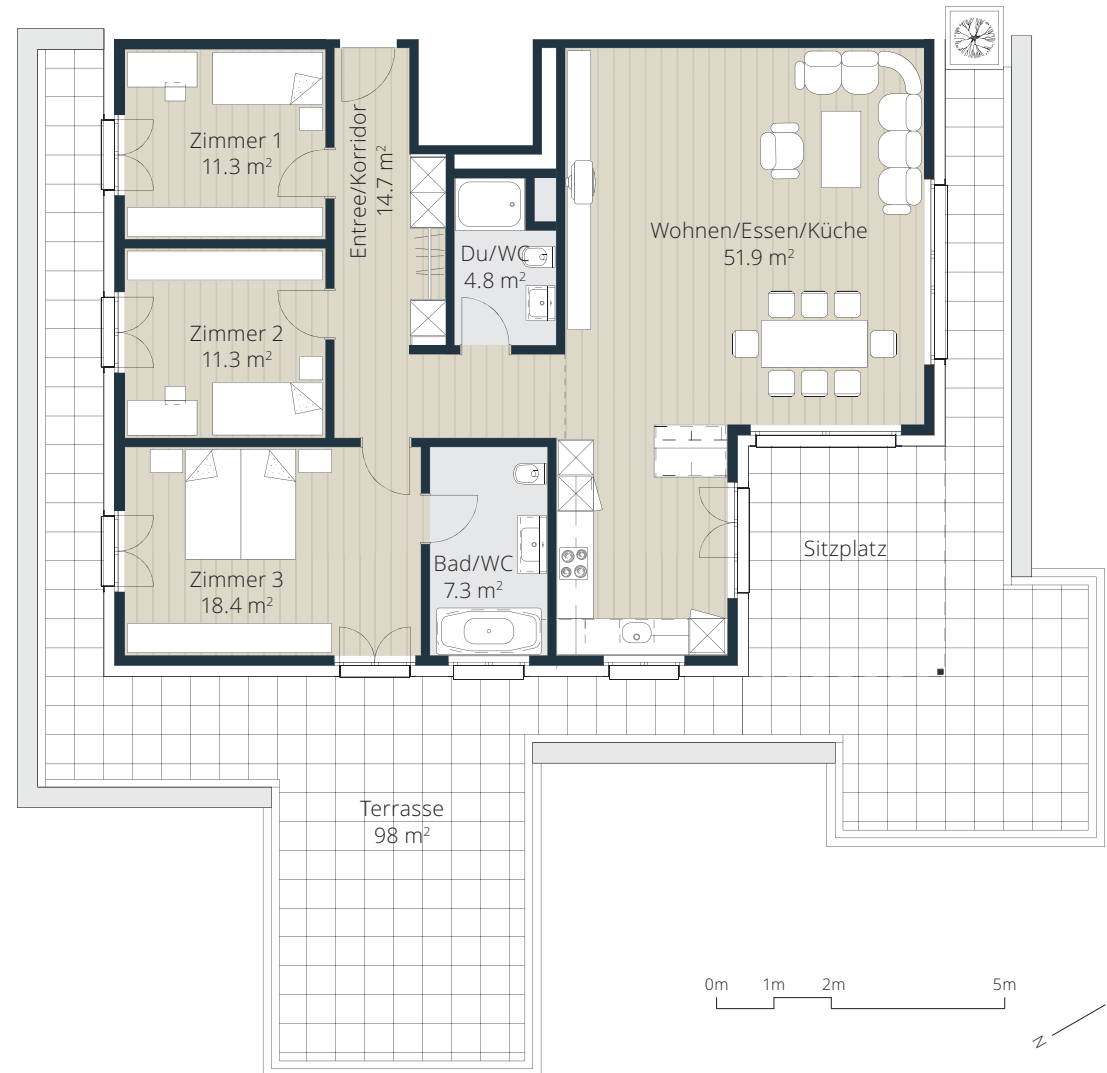 Zimmer 1
11.3 m²
Entree/Korridor
14.7 m²
Wohnen/Essen/Küche
51.9 m²
Du/WC
4.8 m²
Zimmer 2
11.3 m²
Sitzplatz
Bad/WC
7.3 m²
Zimmer 3
18.4 m²
Terrasse
98 m²
0m 1m 2m 5m
N